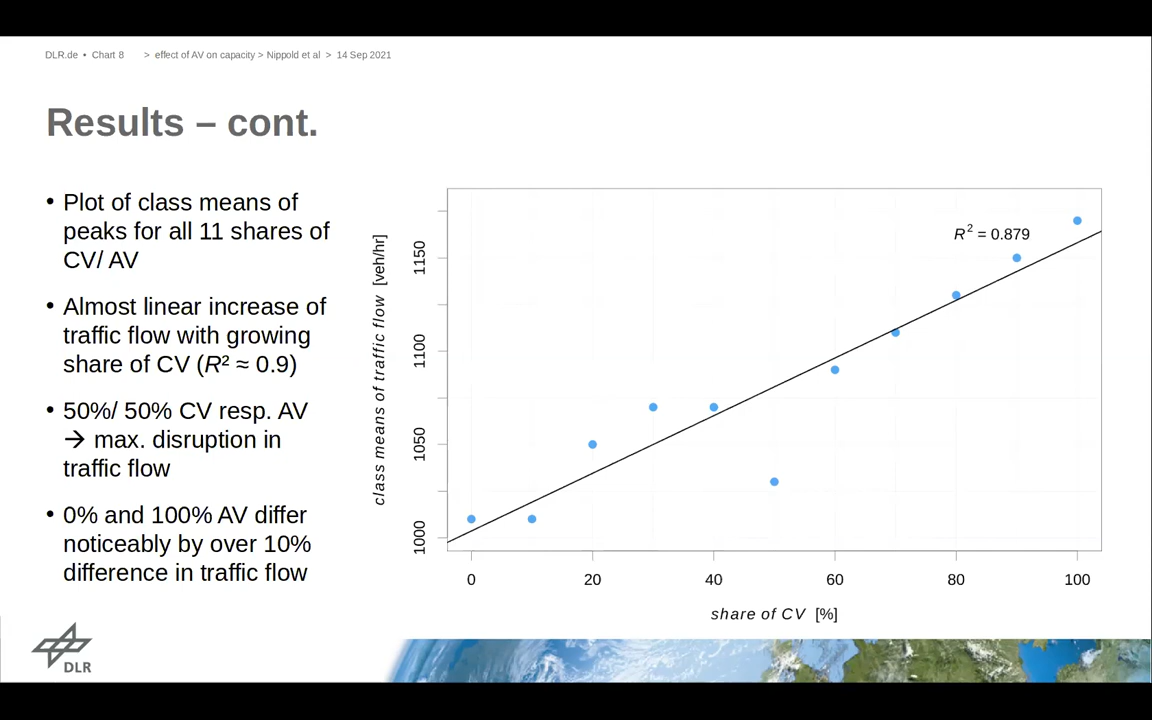 DLR.de • Chart 8 > effect of AV on capacity > Nippold et al > 14 Sep 2021
Results – cont.
• Plot of class means of
peaks for all 11 shares of
CV/ AV
• Almost linear increase of
traffic flow with growing
share of CV (R² ≈ 0.9)
• 50%/ 50% CV resp. AV
→ max. disruption in
traffic flow
• 0% and 100% AV differ
noticeably by over 10%
difference in traffic flow
class means of traffic flow [veh/hr]
1150
1100
1050
1000
R² = 0.879
0 20 40 60 80 100
share of CV [%]
DLR